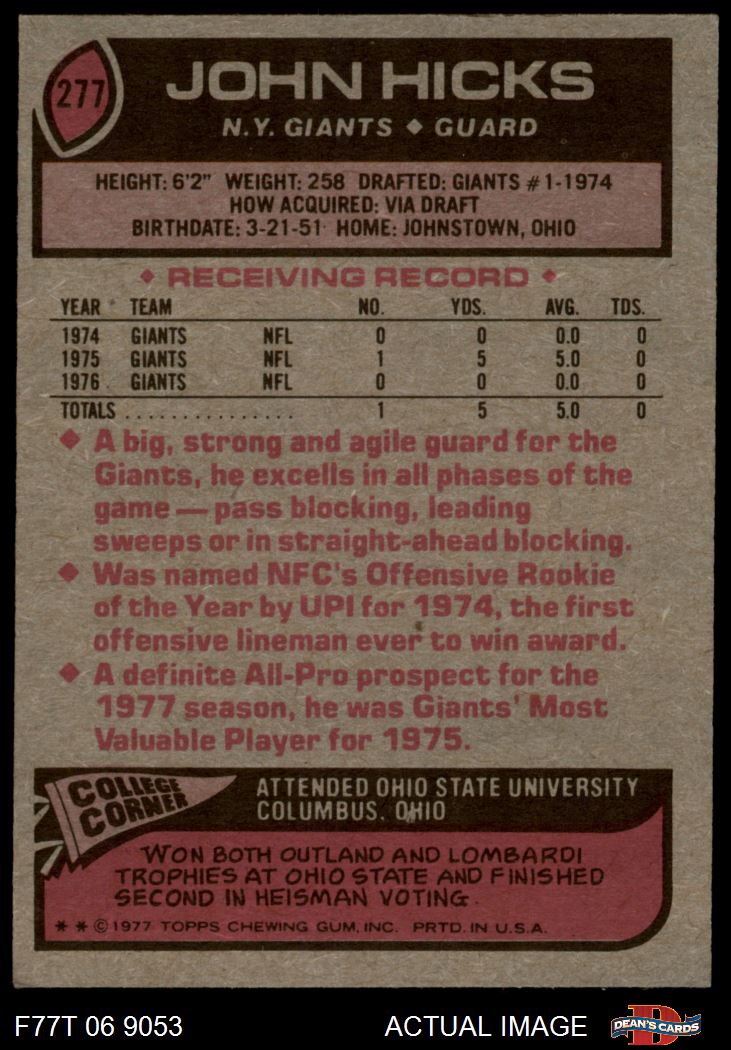 277
JOHN HICKS
N.Y. GIANTS ◆ GUARD
HEIGHT: 6'2" WEIGHT: 258 DRAFTED: GIANTS #1-1974
HOW ACQUIRED: VIA DRAFT
BIRTHDATE: 3-21-51 HOME: JOHNSTOWN, OHIO
◆ RECEIVING RECORD ◆
YEAR TEAM NO. YDS. AVG. TDS.
1974 GIANTS NFL 0 0 0.0 0
1975 GIANTS NFL 1 5 5.0 0
1976 GIANTS NFL 0 0 0.0 0
TOTALS . . . . . . . . . . . . . . . 1 5 5.0 0
◆ A big, strong and agile guard for the
Giants, he excells in all phases of the
game — pass blocking, leading
sweeps or in straight-ahead blocking.
◆ Was named NFC's Offensive Rookie
of the Year by UPI for 1974, the first
offensive lineman ever to win award.
◆ A definite All-Pro prospect for the
1977 season, he was Giants' Most
Valuable Player for 1975.
COLLEGE
CORNER
ATTENDED OHIO STATE UNIVERSITY
COLUMBUS, OHIO
WON BOTH OUTLAND AND LOMBARDI
TROPHIES AT OHIO STATE AND FINISHED
SECOND IN HEISMAN VOTING.
* * © 1977 TOPPS CHEWING GUM, INC. PRTD. IN U.S.A.
F77T 06 9053 ACTUAL IMAGE
D
DEAN'S CARDS